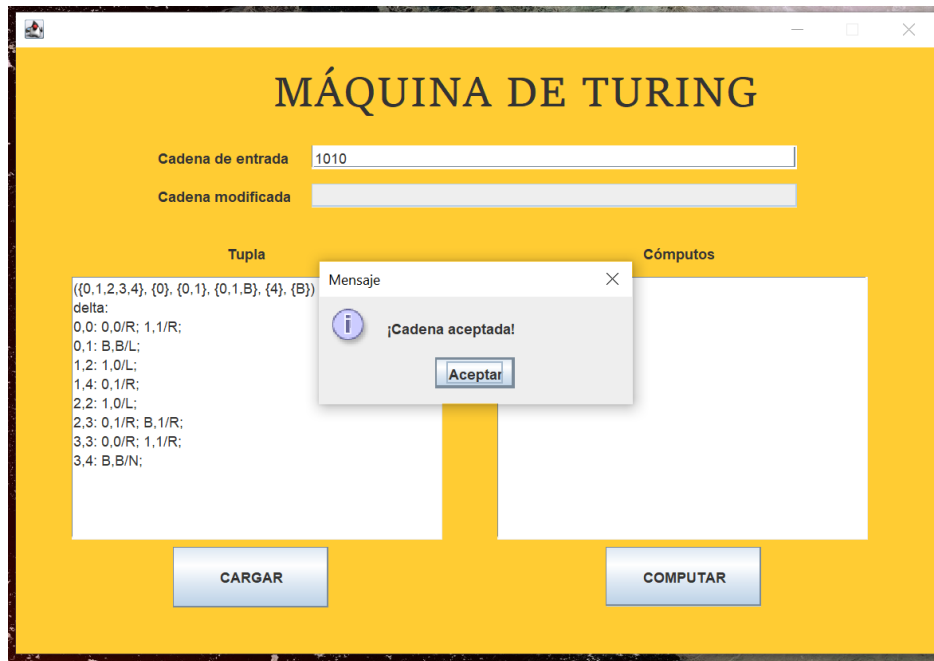 MÁQUINA DE TURING
Cadena de entrada 1010
Cadena modificada
Tupla
Cómputos
({0,1,2,3,4}, {0}, {0,1}, {0,1,B}, {4}, {B})
delta:
0,0: 0,0/R; 1,1/R;
0,1: B,B/L;
1,2: 1,0/L;
1,4: 0,1/R;
2,2: 1,0/L;
2,3: 0,1/R; B,1/R;
3,3: 0,0/R; 1,1/R;
3,4: B,B/N;
Mensaje
i
¡Cadena aceptada!
Aceptar
CARGAR
COMPUTAR